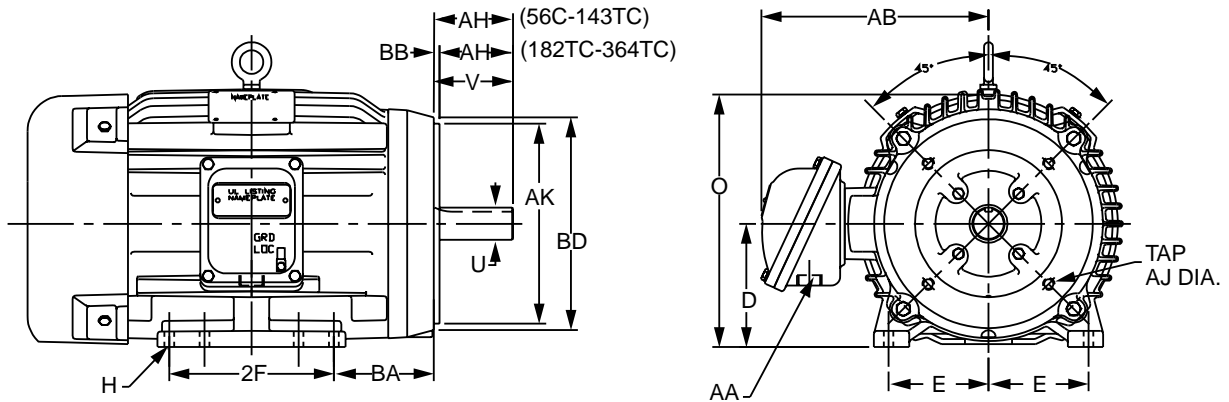 AH (56C-143TC)
BB AH (182TC-364TC)
V
NAMEPLATE
UL LISTING
NAMEPLATE
GRD
LOC
AK
BD
U
H
2F
BA
AB
45°
45°
O
D
TAP
AJ DIA.
AA
E
E